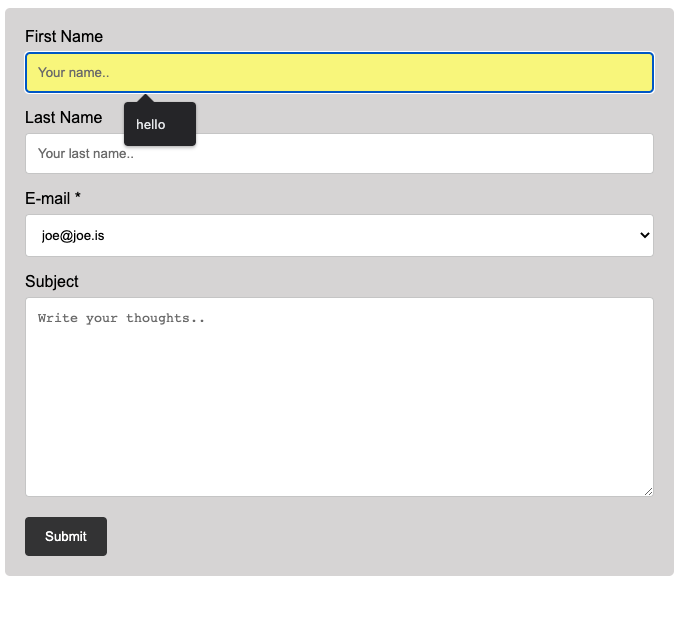 First Name
Your name..
hello
Last Name
Your last name..
E-mail *
joe@joe.is
Subject
Write your thoughts..
Submit